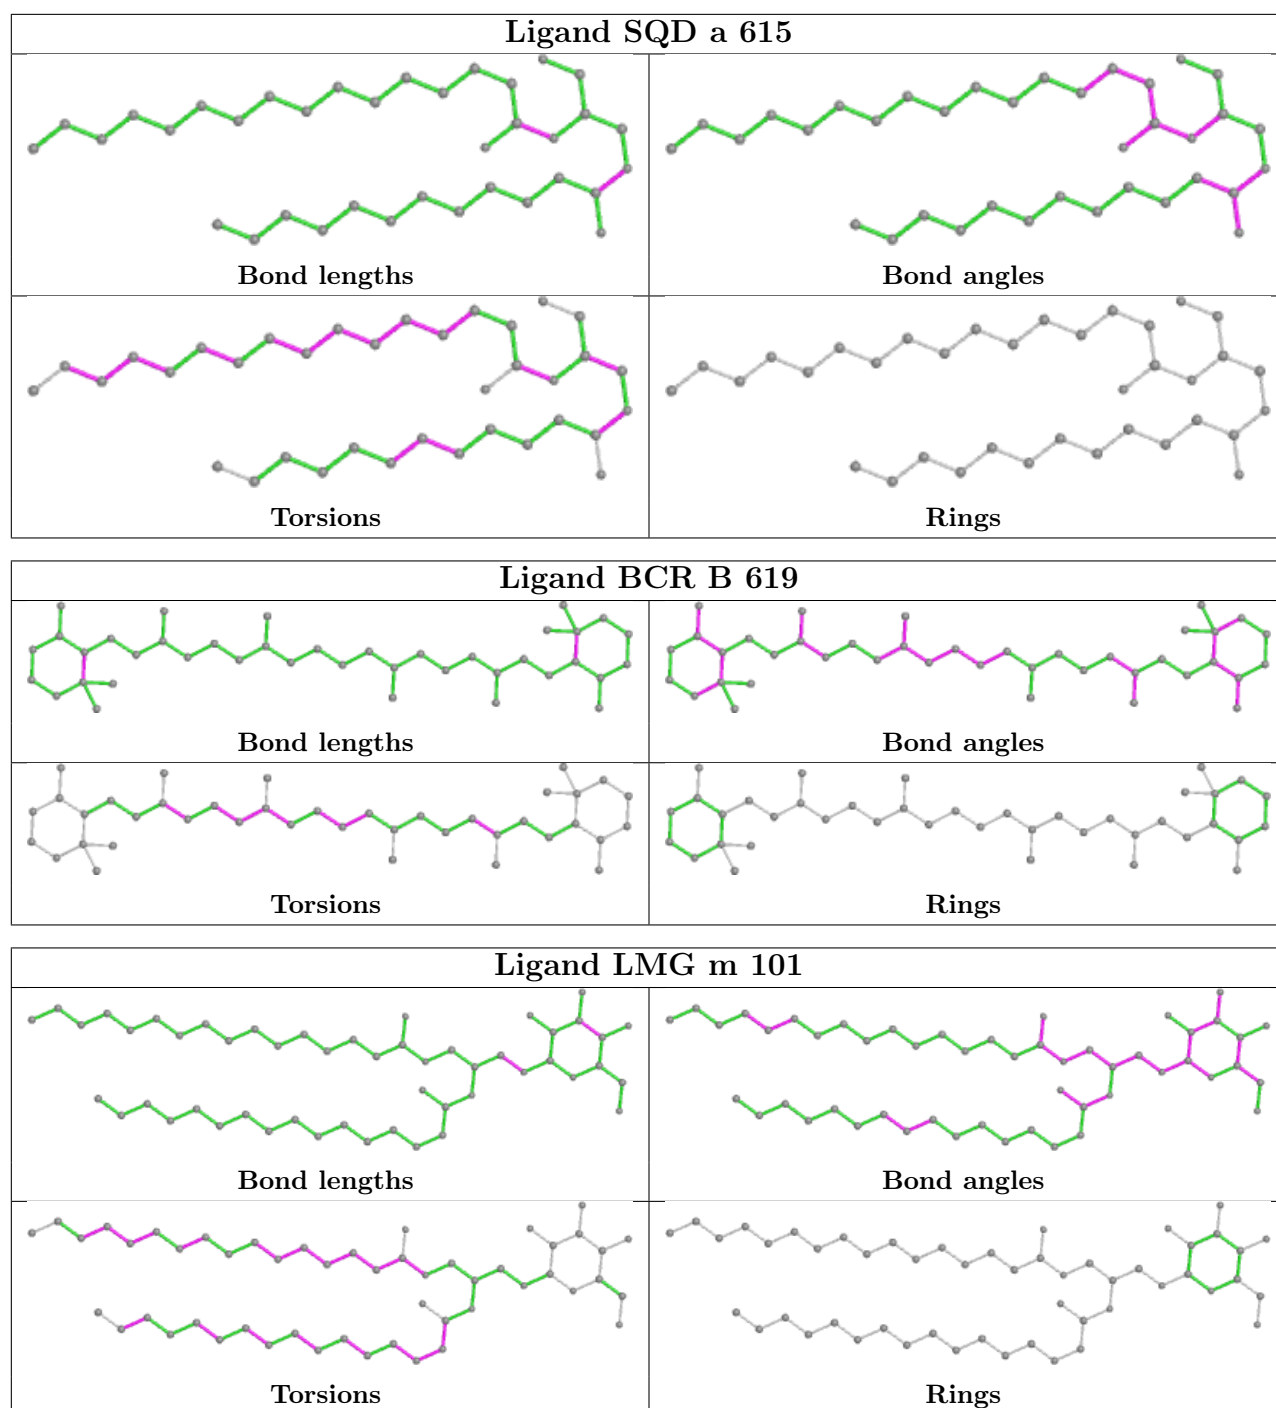 Ligand SQD a 615
Bond lengths
Bond angles
Torsions
Rings
Ligand BCR B 619
Bond lengths
Bond angles
Torsions
Rings
Ligand LMG m 101
Bond lengths
Bond angles
Torsions
Rings